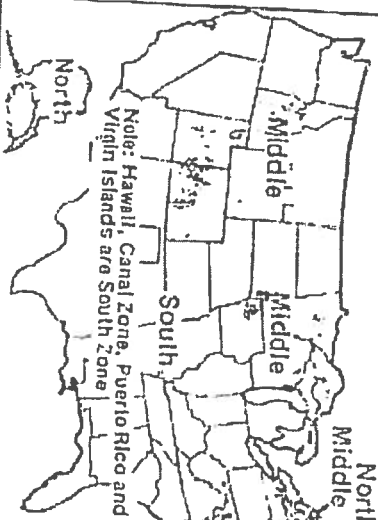 North
Middle
Middle
Middle
South
Note: Hawaii, Canal Zone, Puerto Rico and
Virgin Islands are South Zone
North